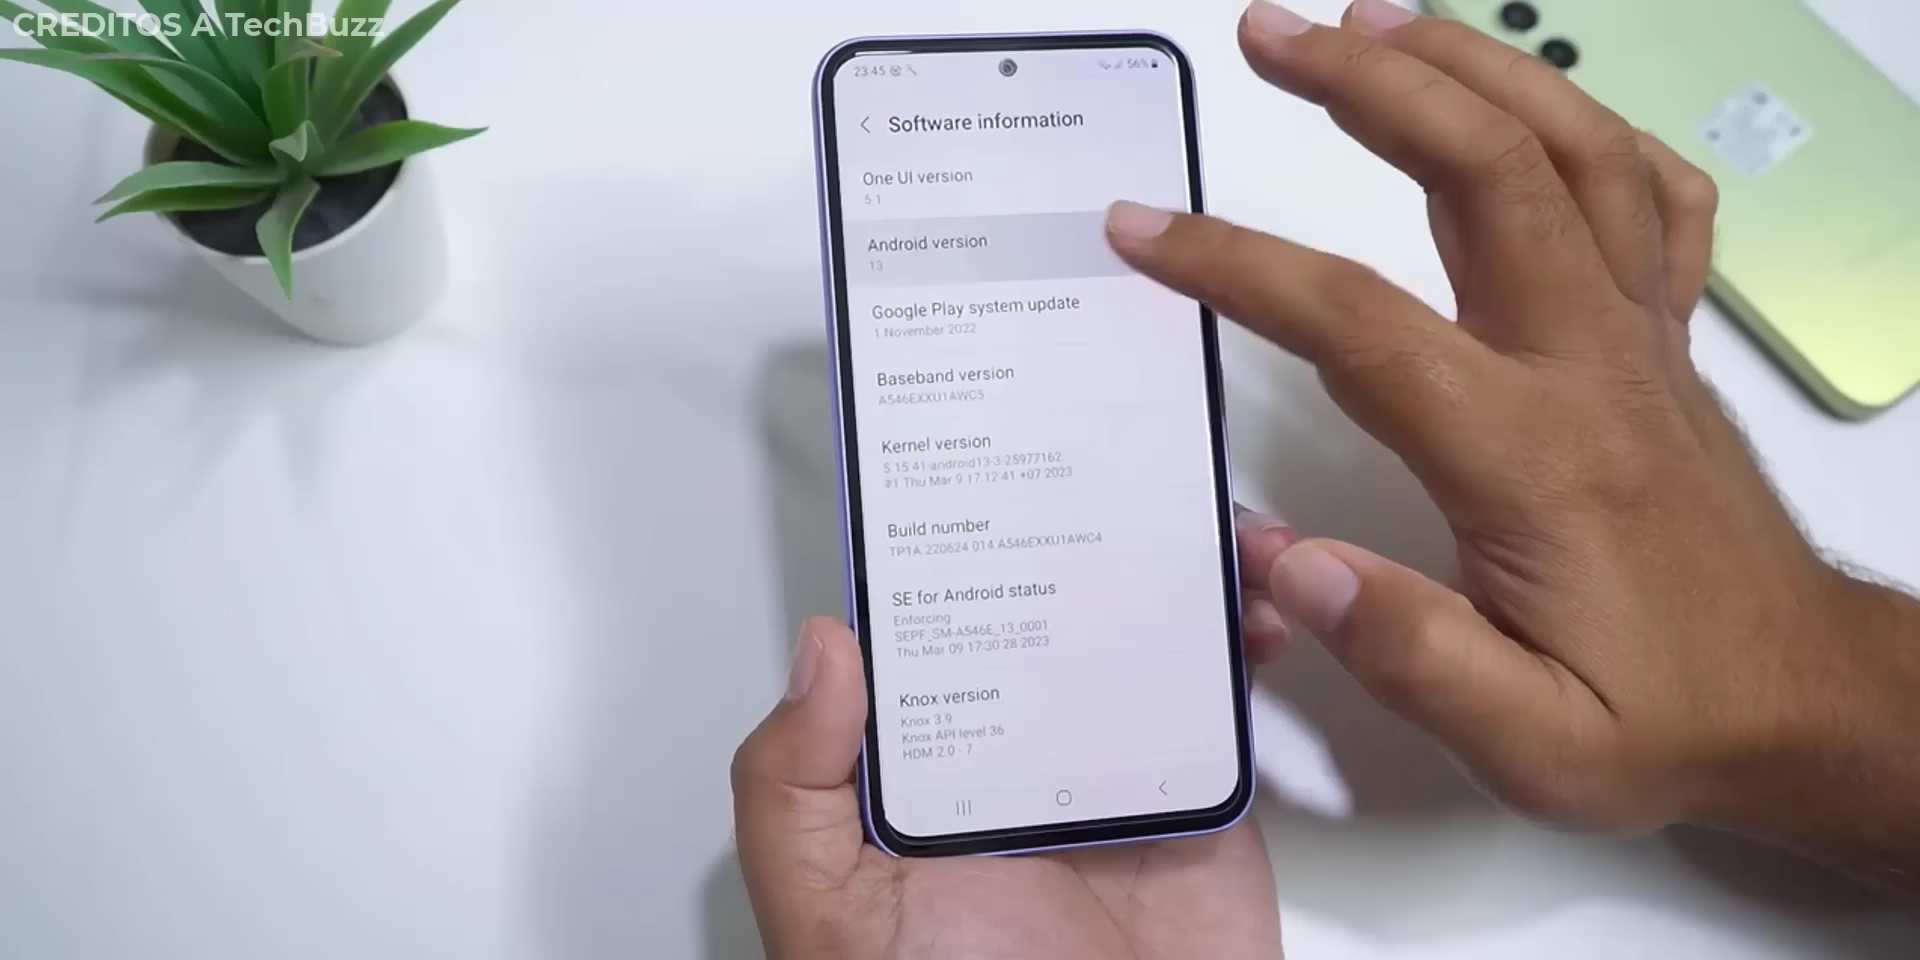 CREDITOS A TechBuzz
23.45
56%
Software information
One UI version
5.1
Android version
13
Google Play system update
1 November 2022
Baseband version
A546EXXU1AWC5
Kernel version
5.15.41-android13-3-25977162
#1 Thu Mar 9 17:12:41 +07 2023
Build number
TP1A.220624.014.A546EXXU1AWC4
SE for Android status
Enforcing
SEPF_SM-A546E_13_0001
Thu Mar 09 17:30:28 2023
Knox version
Knox 3.9
Knox API level 36
HDM 2.0 - 7